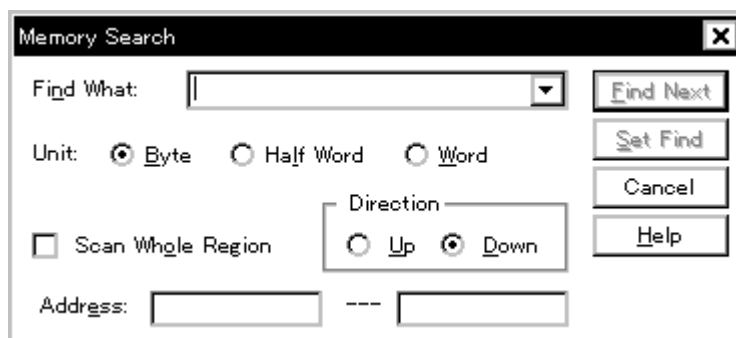 Memory Search
Find What: Find Next
Unit: Byte Half Word Word Set Find
Cancel
Direction
Scan Whole Region Up Down Help
Address: ---